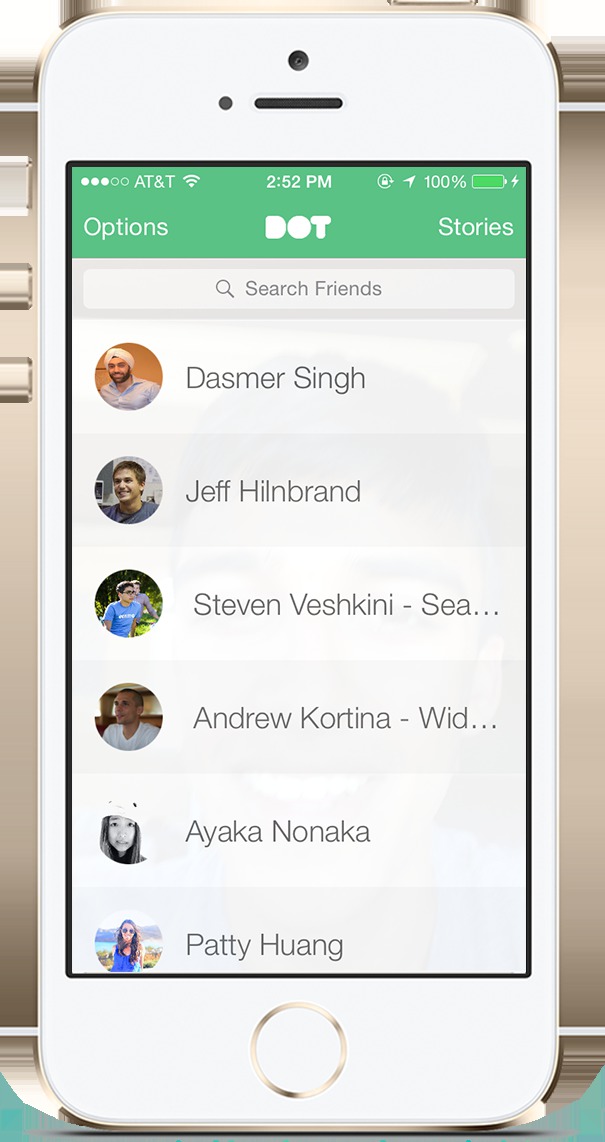 AT&T 2:52 PM 100%
Options DOT Stories
Search Friends
Dasmer Singh
Jeff Hilnbrand
Steven Veshkini - Sea...
Andrew Kortina - Wid...
Ayaka Nonaka
Patty Huang